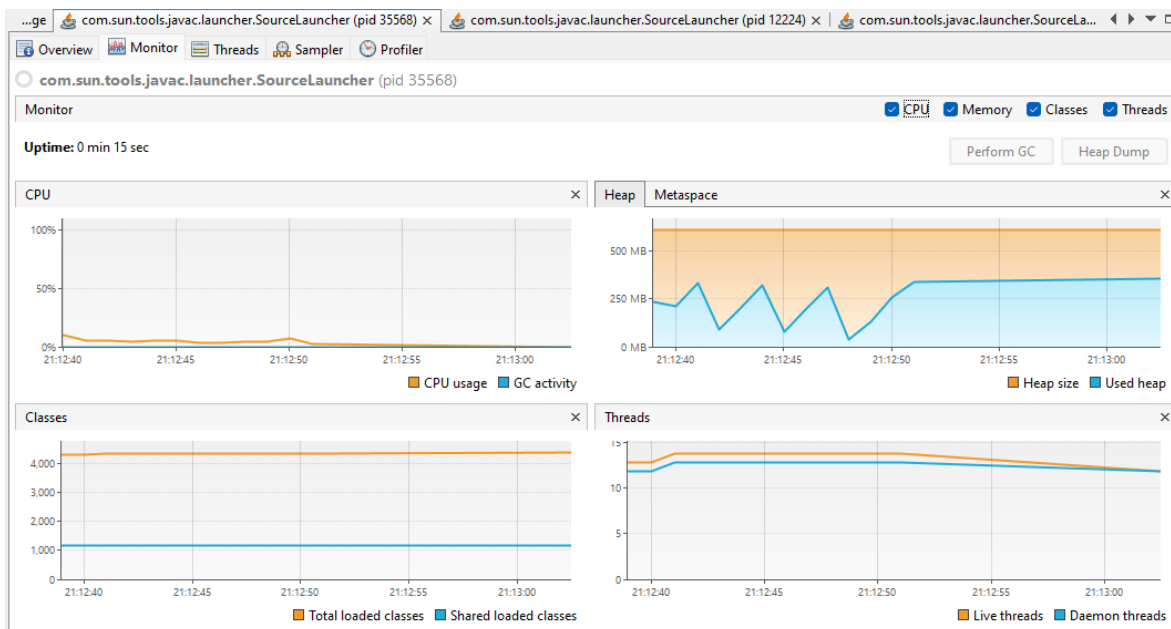 ...ge com.sun.tools.javac.launcher.SourceLauncher (pid 35568) × com.sun.tools.javac.launcher.SourceLauncher (pid 12224) × com.sun.tools.javac.launcher.SourceLa...
Overview Monitor Threads Sampler Profiler
com.sun.tools.javac.launcher.SourceLauncher (pid 35568)
Monitor CPU Memory Classes Threads
Uptime: 0 min 15 sec Perform GC Heap Dump
CPU ×
100%
50%
0%
21:12:40 21:12:45 21:12:50 21:12:55 21:13:00
CPU usage GC activity
Heap Metaspace ×
500 MB
250 MB
0 MB
21:12:40 21:12:45 21:12:50 21:12:55 21:13:00
Heap size Used heap
Classes ×
4,000
3,000
2,000
1,000
0
21:12:40 21:12:45 21:12:50 21:12:55 21:13:00
Total loaded classes Shared loaded classes
Threads ×
15
10
5
0
21:12:40 21:12:45 21:12:50 21:12:55 21:13:00
Live threads Daemon threads